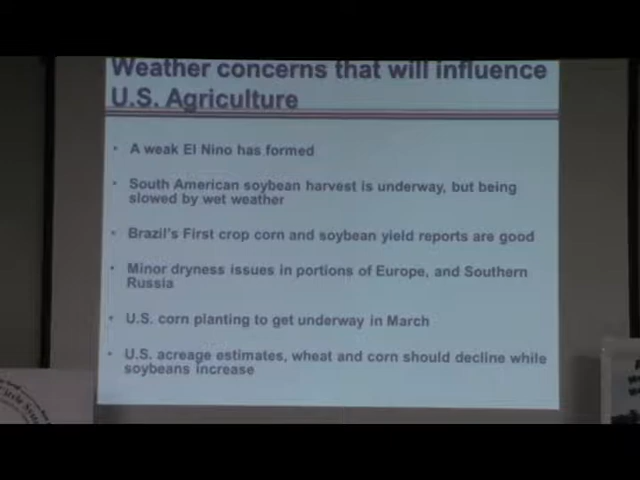 Weather concerns that will influence
U.S. Agriculture
• A weak El Nino has formed
• South American soybean harvest is underway, but being
slowed by wet weather
• Brazil's First crop corn and soybean yield reports are good
• Minor dryness issues in portions of Europe, and Southern
Russia
• U.S. corn planting to get underway in March
• U.S. acreage estimates, wheat and corn should decline while
soybeans increase